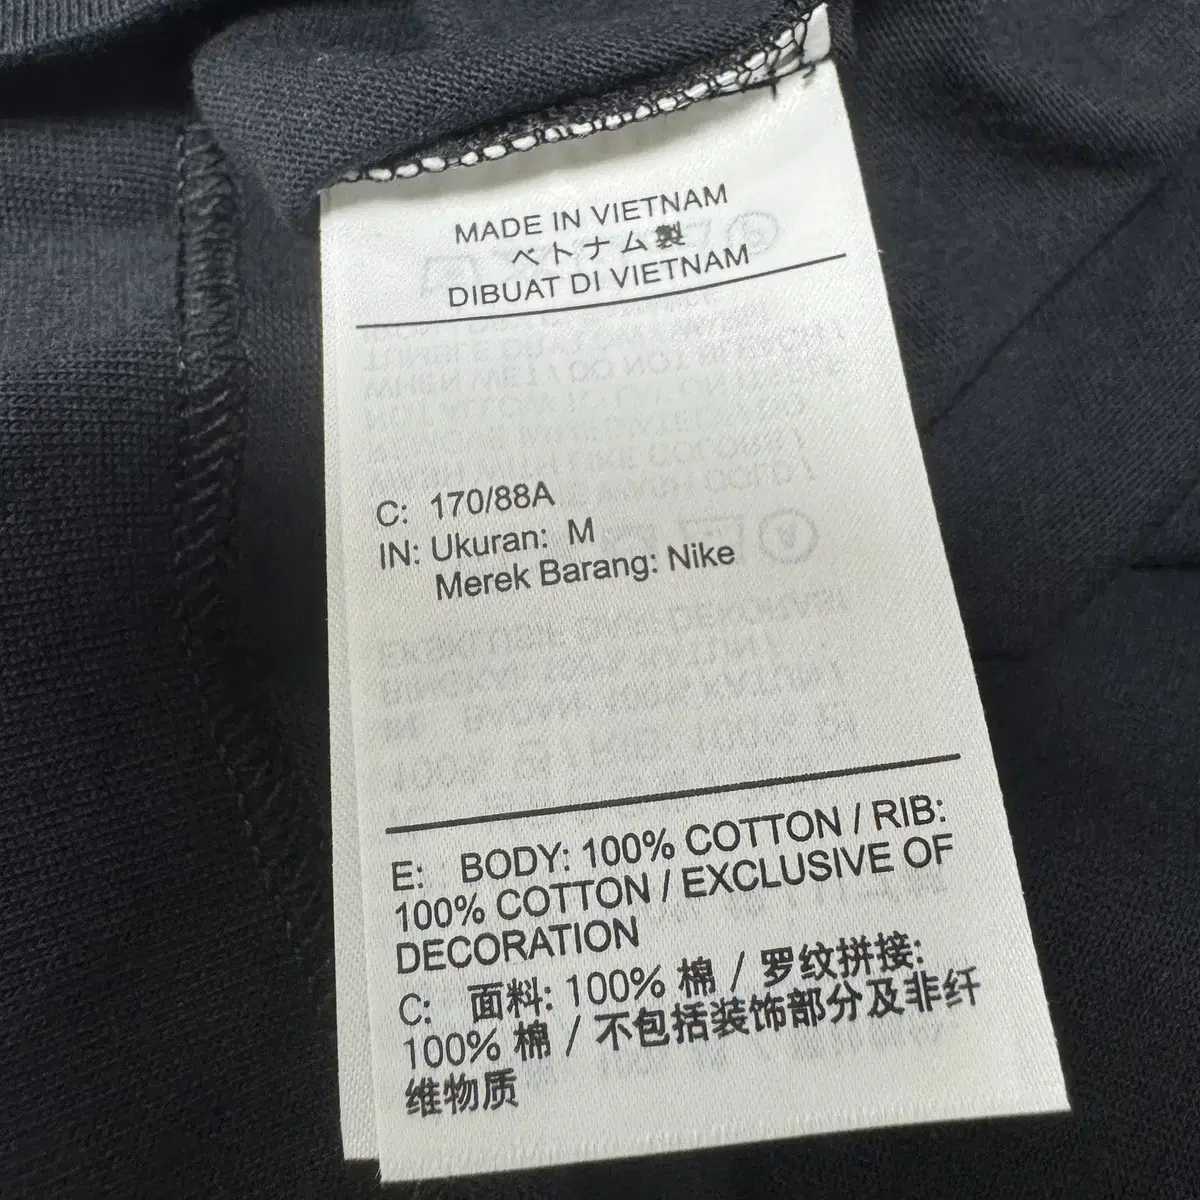 MADE IN VIETNAM
ベトナム製
DIBUAT DI VIETNAM
C: 170/88A
IN: Ukuran: M
Merek Barang: Nike
E: BODY: 100% COTTON / RIB:
100% COTTON / EXCLUSIVE OF
DECORATION
C: 面料: 100% 棉 / 罗纹拼接:
100% 棉 / 不包括装饰部分及非纤
维物质